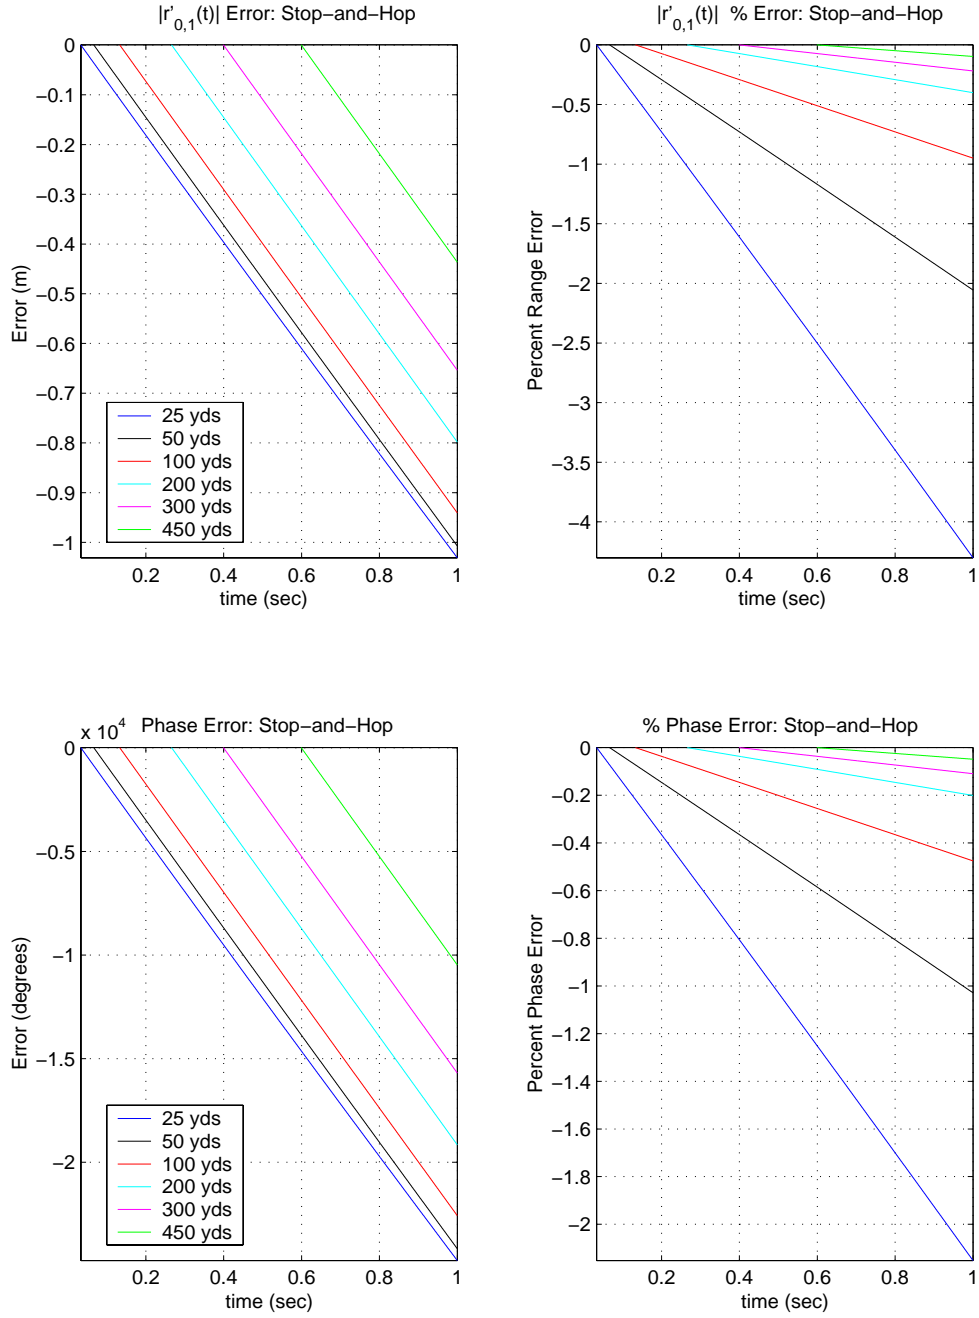 |r'0,1(t)| Error: Stop−and−Hop
0
−0.1
−0.2
−0.3
−0.4
−0.5
−0.6
−0.7
−0.8
−0.9
−1
Error (m)
25 yds
50 yds
100 yds
200 yds
300 yds
450 yds
0.2 0.4 0.6 0.8 1
time (sec)
|r'0,1(t)| % Error: Stop−and−Hop
0
−0.5
−1
−1.5
−2
−2.5
−3
−3.5
−4
Percent Range Error
0.2 0.4 0.6 0.8 1
time (sec)
x 10^4
Phase Error: Stop−and−Hop
0
−0.5
−1
−1.5
−2
Error (degrees)
25 yds
50 yds
100 yds
200 yds
300 yds
450 yds
0.2 0.4 0.6 0.8 1
time (sec)
% Phase Error: Stop−and−Hop
0
−0.2
−0.4
−0.6
−0.8
−1
−1.2
−1.4
−1.6
−1.8
−2
Percent Phase Error
0.2 0.4 0.6 0.8 1
time (sec)